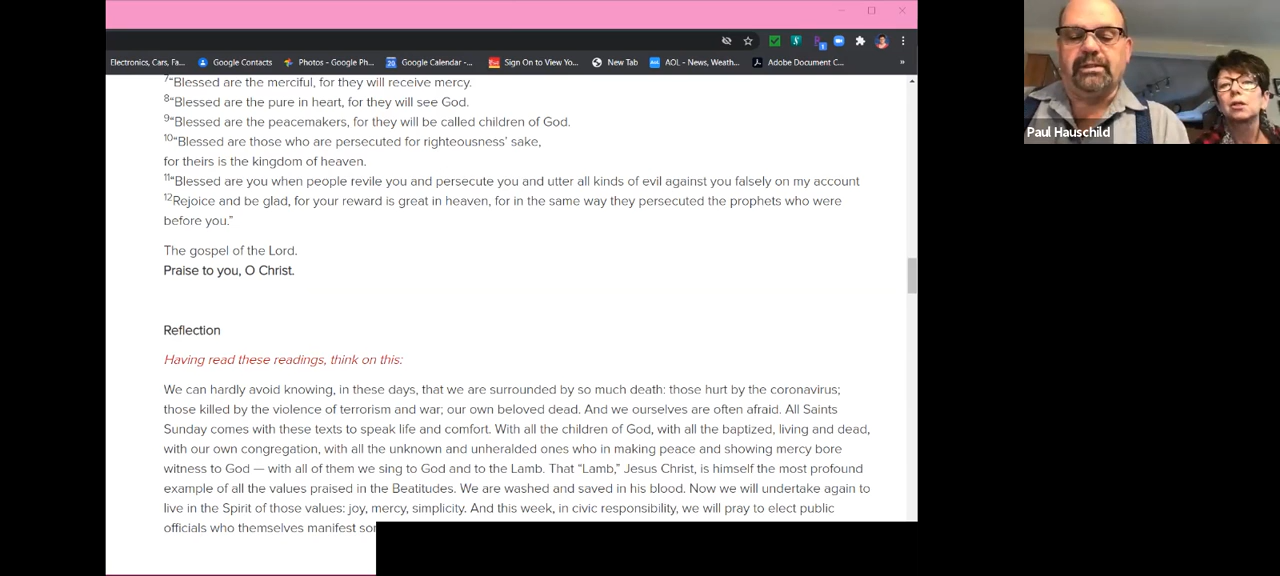 Electronics, Cars, Fa... Google Contacts Photos - Google Ph... Google Calendar -... Sign On to View Yo... New Tab AOL - News, Weath... Adobe Document C... »
7“Blessed are the merciful, for they will receive mercy.
8“Blessed are the pure in heart, for they will see God.
9“Blessed are the peacemakers, for they will be called children of God.
10“Blessed are those who are persecuted for righteousness’ sake,
for theirs is the kingdom of heaven.
11“Blessed are you when people revile you and persecute you and utter all kinds of evil against you falsely on my account
12Rejoice and be glad, for your reward is great in heaven, for in the same way they persecuted the prophets who were
before you.”
The gospel of the Lord.
Praise to you, O Christ.
Reflection
Having read these readings, think on this:
We can hardly avoid knowing, in these days, that we are surrounded by so much death: those hurt by the coronavirus;
those killed by the violence of terrorism and war; our own beloved dead. And we ourselves are often afraid. All Saints
Sunday comes with these texts to speak life and comfort. With all the children of God, with all the baptized, living and dead,
with our own congregation, with all the unknown and unheralded ones who in making peace and showing mercy bore
witness to God — with all of them we sing to God and to the Lamb. That “Lamb,” Jesus Christ, is himself the most profound
example of all the values praised in the Beatitudes. We are washed and saved in his blood. Now we will undertake again to
live in the Spirit of those values: joy, mercy, simplicity. And this week, in civic responsibility, we will pray to elect public
officials who themselves manifest
Paul Hauschild